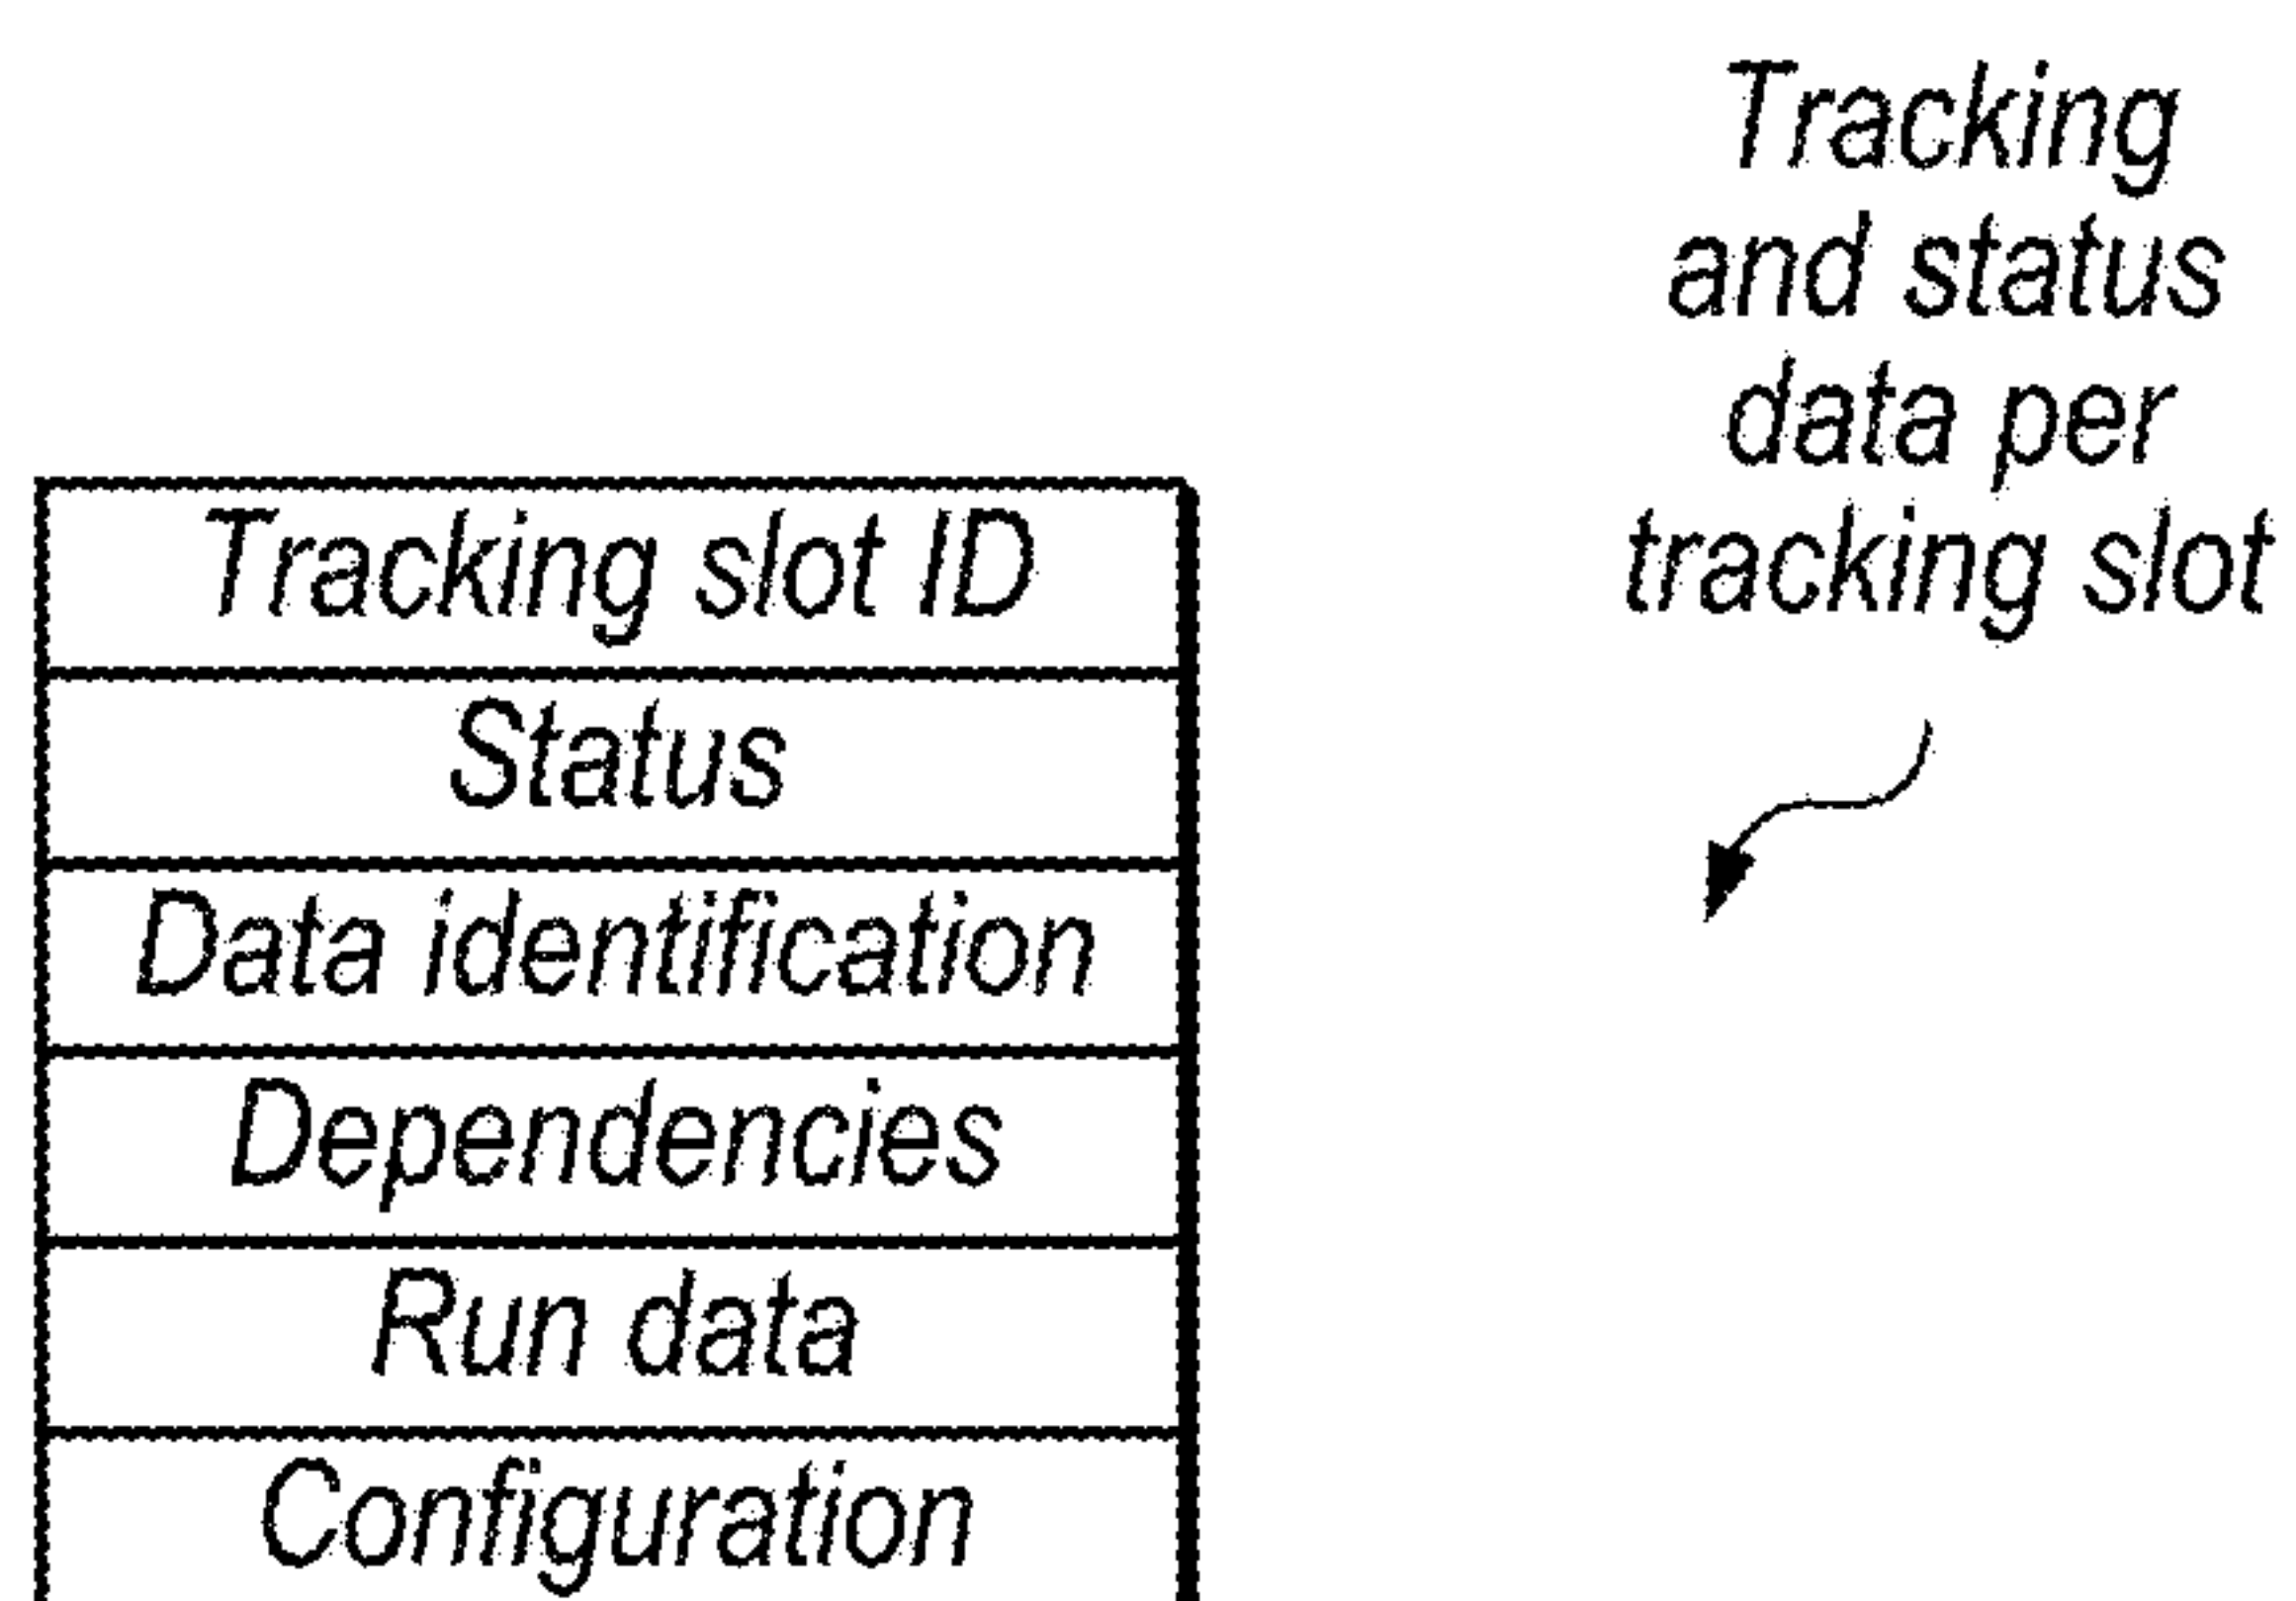 Tracking
and status
data per
tracking slot
Tracking slot ID
Status
Data identification
Dependencies
Run data
Configuration